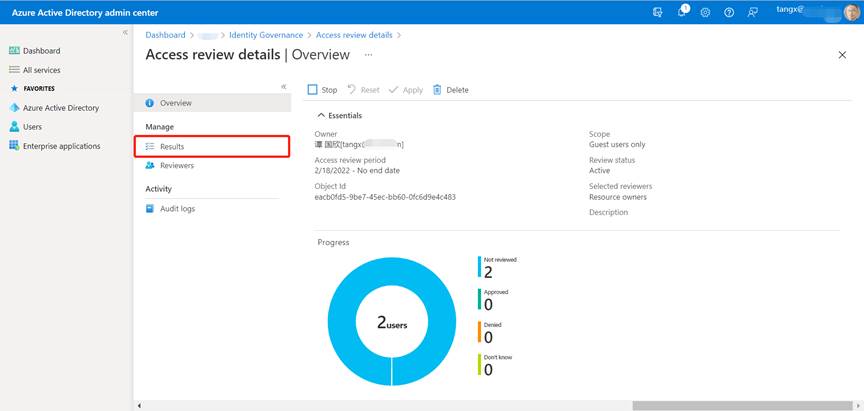 Azure Active Directory admin center
1
tangx@
Dashboard
All services
FAVORITES
Azure Active Directory
Users
Enterprise applications
Dashboard > > Identity Governance > Access review details >
Access review details | Overview ...
Overview
Manage
Results
Reviewers
Activity
Audit logs
Stop Reset Apply Delete
Essentials
Owner
谭 国欣[tangx@ n]
Access review period
2/18/2022 - No end date
Object Id
eacb0fd5-9be7-45ec-bb60-0fc6d9e4c483
Scope
Guest users only
Review status
Active
Selected reviewers
Resource owners
Description
Progress
2users
Not reviewed
2
Approved
0
Denied
0
Don't know
0